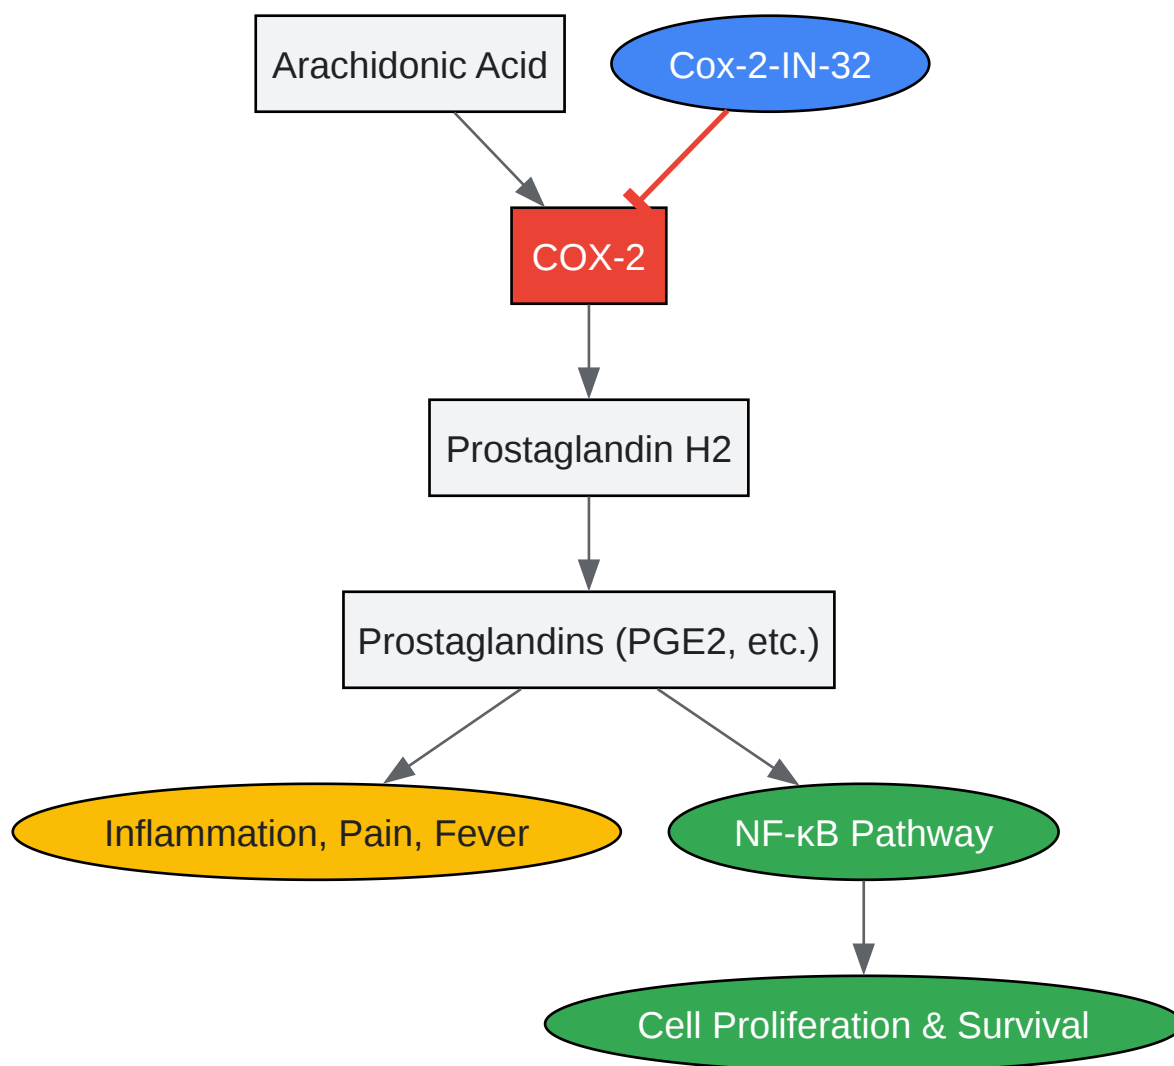 Arachidonic Acid
Cox-2-IN-32
COX-2
Prostaglandin H2
Prostaglandins (PGE2, etc.)
Inflammation, Pain, Fever
NF-κB Pathway
Cell Proliferation & Survival